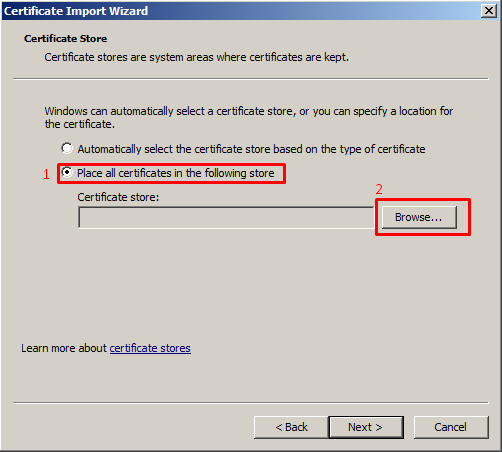 Certificate Import Wizard
Certificate Store
Certificate stores are system areas where certificates are kept.
Windows can automatically select a certificate store, or you can specify a location for
the certificate.
Automatically select the certificate store based on the type of certificate
1 Place all certificates in the following store
2
Certificate store:
Browse...
Learn more about certificate stores
< Back Next > Cancel